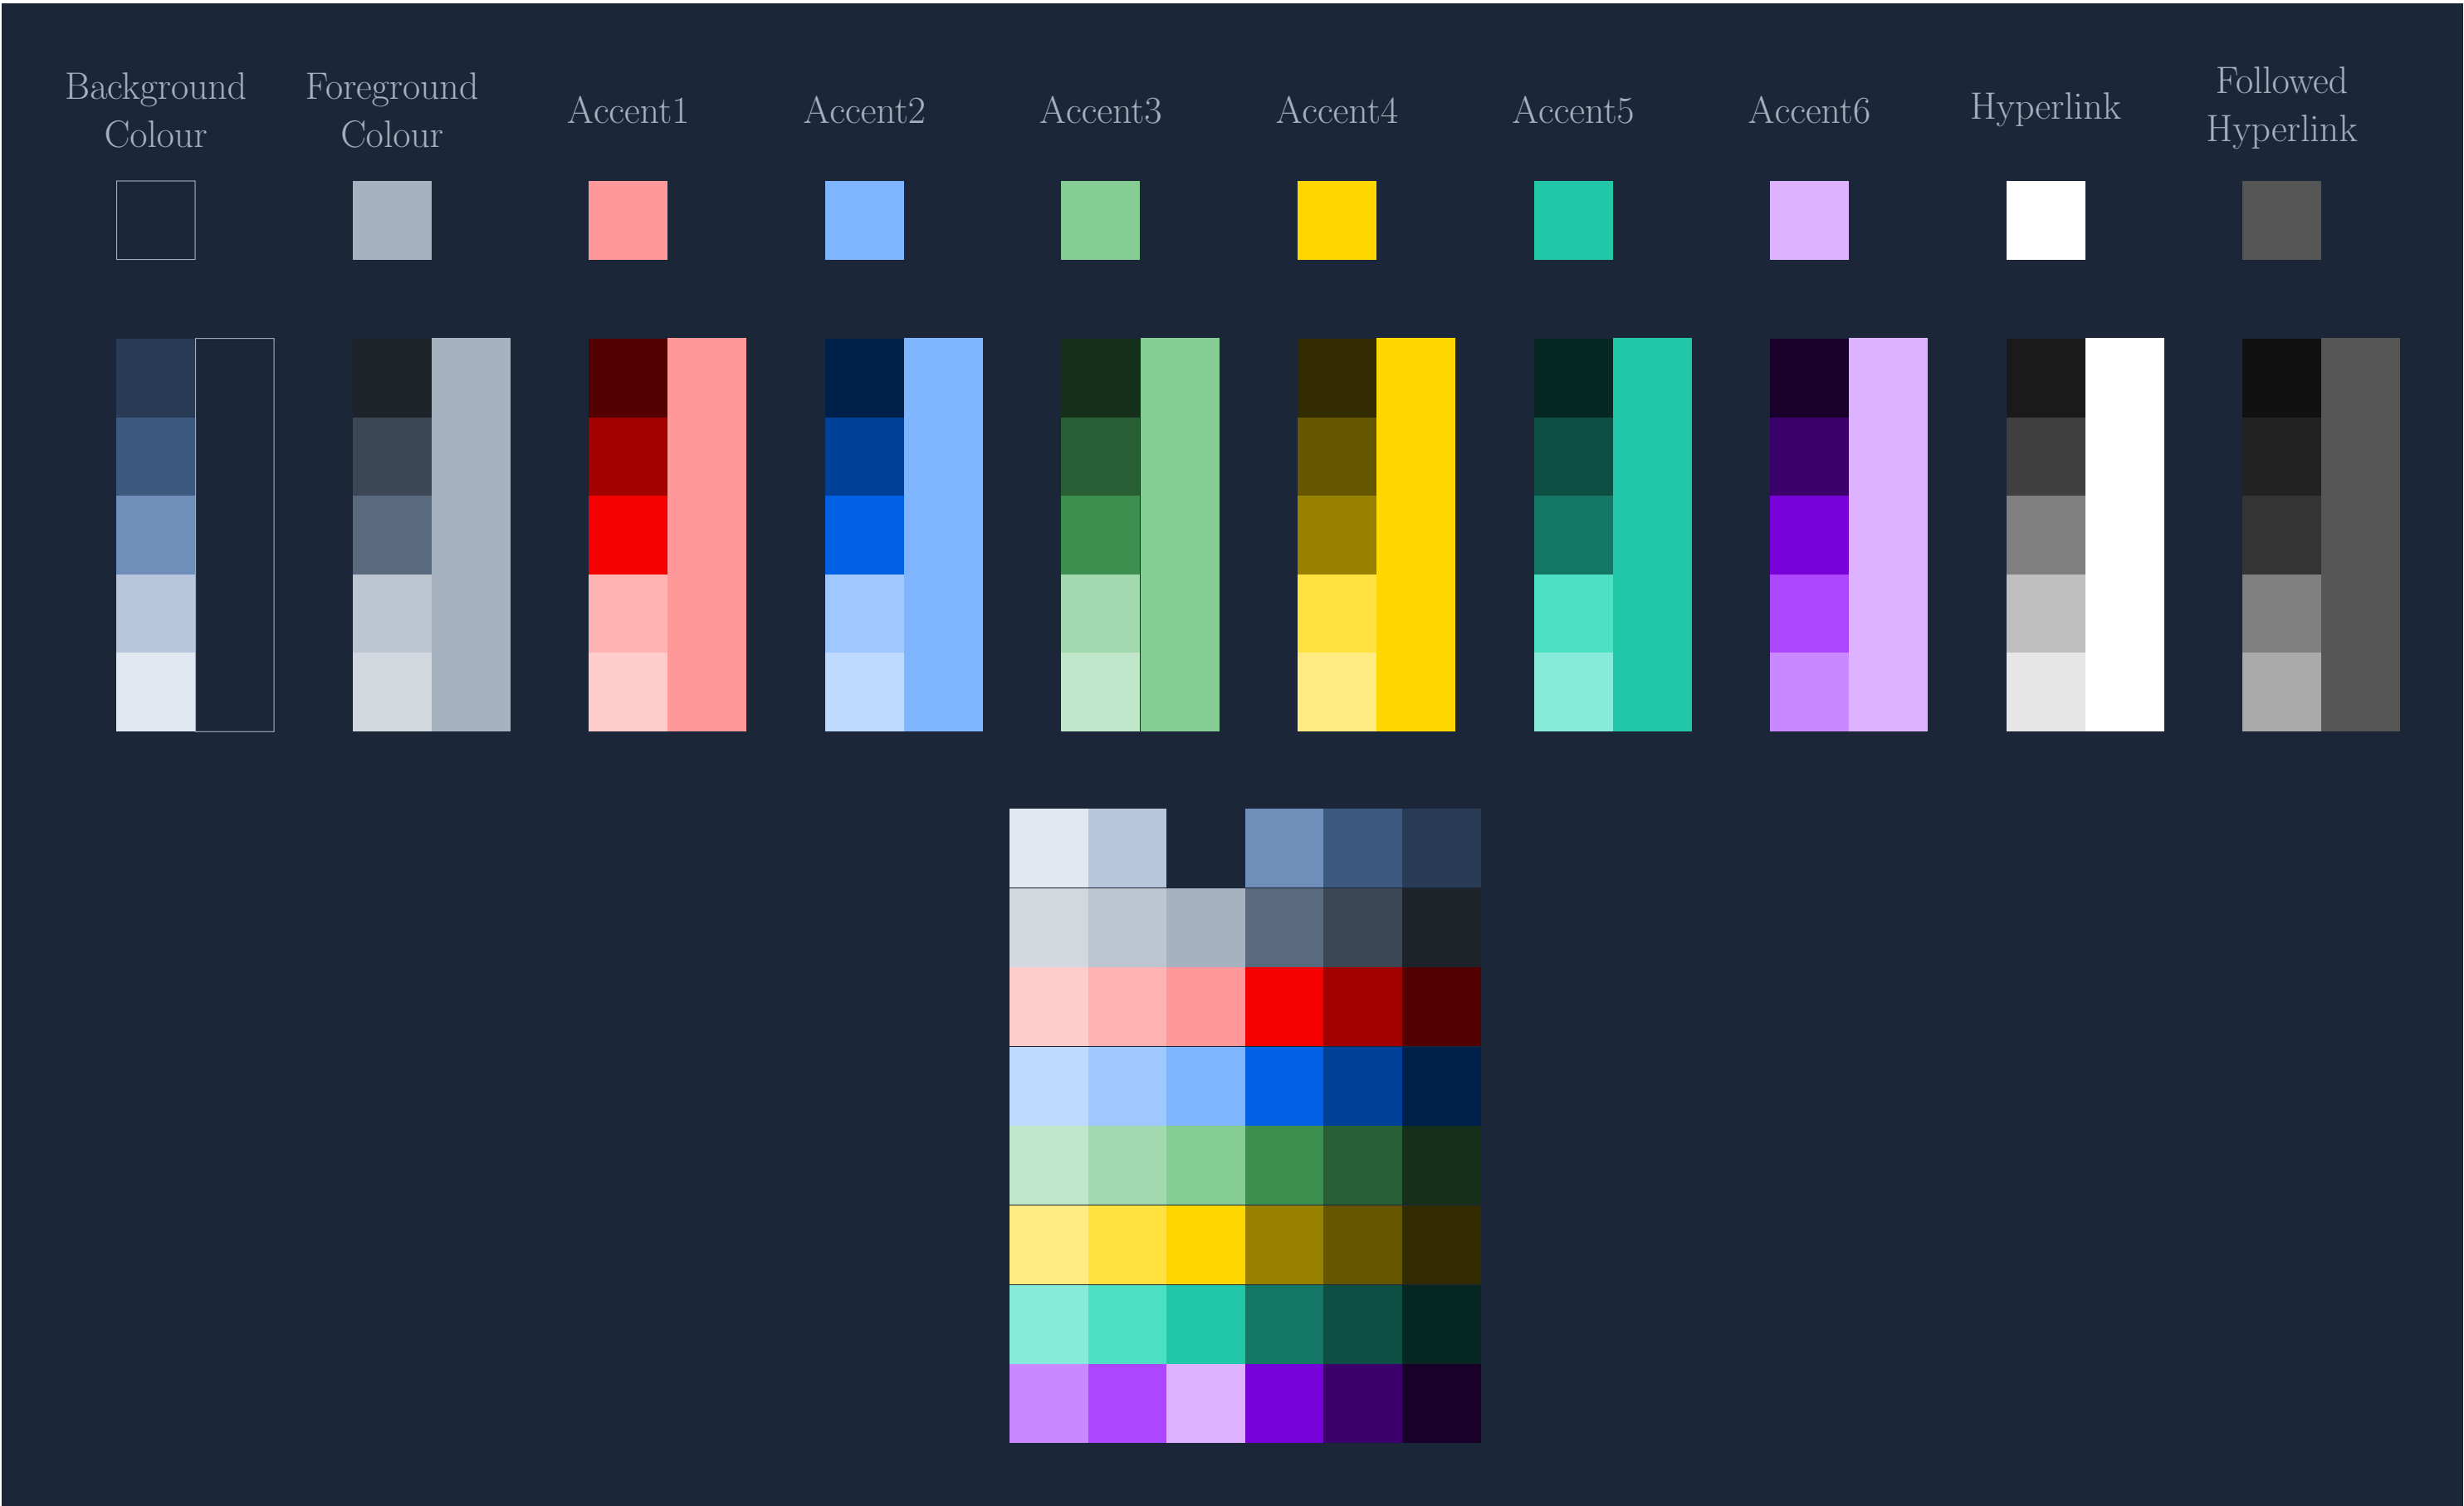 Background
Colour
Foreground
Colour
Accent1
Accent2
Accent3
Accent4
Accent5
Accent6
Hyperlink
Followed
Hyperlink